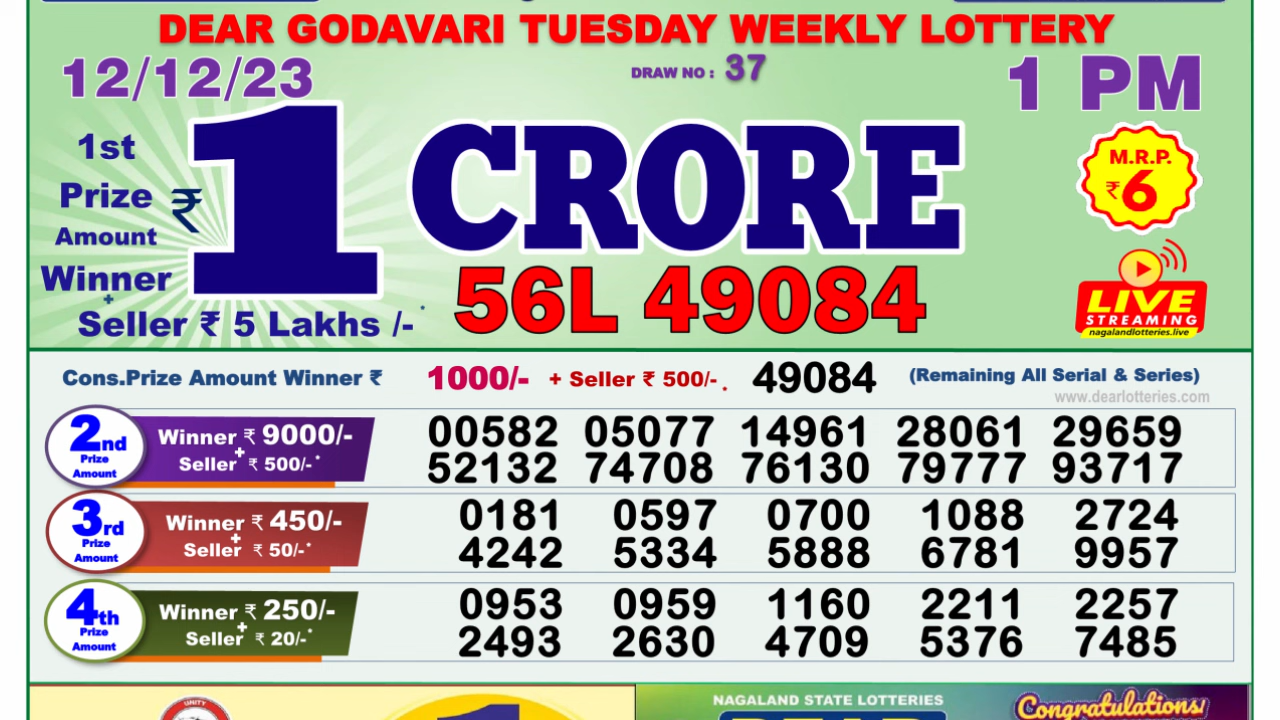 DEAR GODAVARI TUESDAY WEEKLY LOTTERY
12/12/23
DRAW NO : 37
1 PM
1st
Prize
Amount
Winner
+
Seller ₹ 5 Lakhs /-*
₹ 1 CRORE
56L 49084
M.R.P.
₹6
LIVE
STREAMING
nagalandlotteries.live
Cons.Prize Amount Winner ₹ 1000/- + Seller ₹ 500/- . 49084 (Remaining All Serial & Series)
www.dearlotteries.com
2nd
Prize
Amount
Winner ₹ 9000/-
+
Seller ₹ 500/-*
00582 05077 14961 28061 29659
52132 74708 76130 79777 93717
3rd
Prize
Amount
Winner ₹ 450/-
+
Seller ₹ 50/-*
0181 0597 0700 1088 2724
4242 5334 5888 6781 9957
4th
Prize
Amount
Winner ₹ 250/-
+
Seller ₹ 20/-*
0953 0959 1160 2211 2257
2493 2630 4709 5376 7485
UNITY
1
NAGALAND STATE LOTTERIES
DEAR
Congratulations!